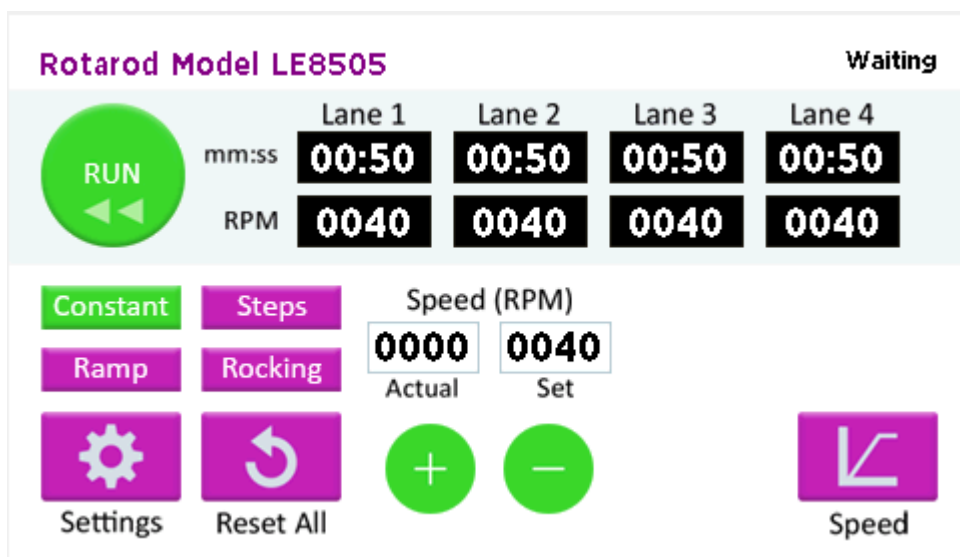 Rotarod Model LE8505
Waiting
Lane 1 Lane 2 Lane 3 Lane 4
RUN
mm:ss 00:50 00:50 00:50 00:50
RPM 0040 0040 0040 0040
Constant Steps
Speed (RPM)
Ramp Rocking
0000 0040
Actual Set
+ −
Settings Reset All
Speed